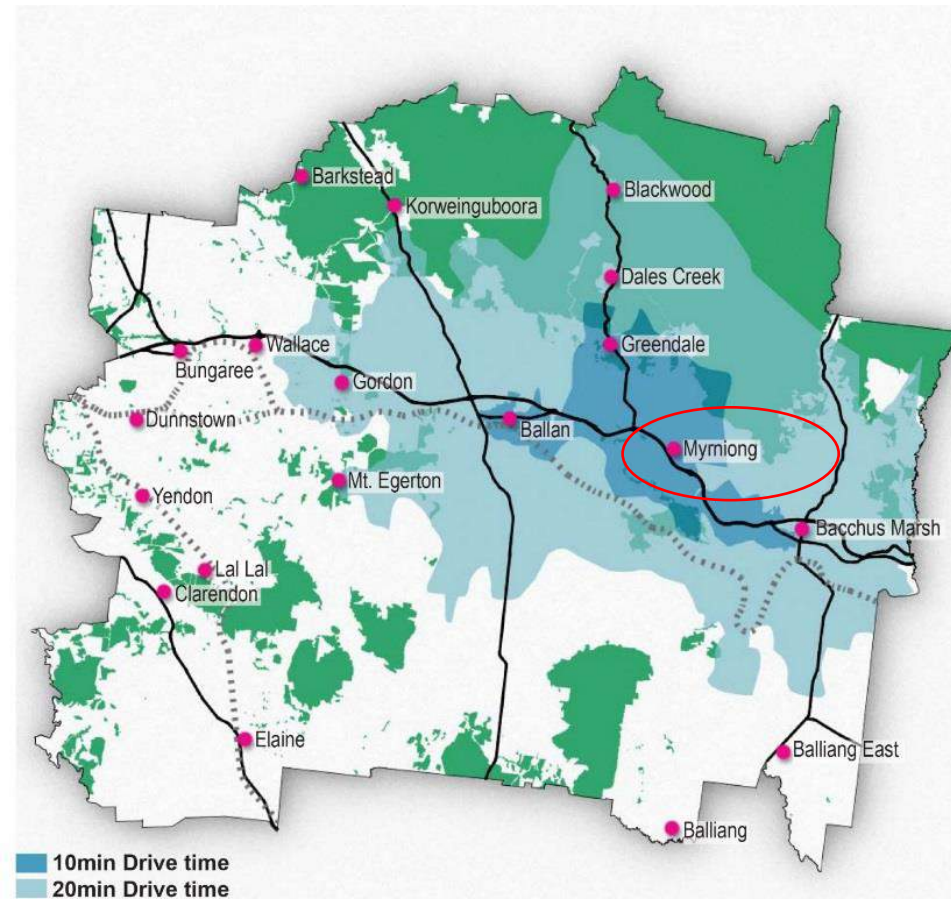 Barkstead
Blackwood
Korweinguboora
Dales Creek
Wallace
Greendale
Bungaree
Gordon
Dunnstown
Ballan
Myrniong
Mt. Egerton
Yendon
Bacchus Marsh
Lal Lal
Clarendon
Elaine
Balliang East
Balliang
10min Drive time
20min Drive time